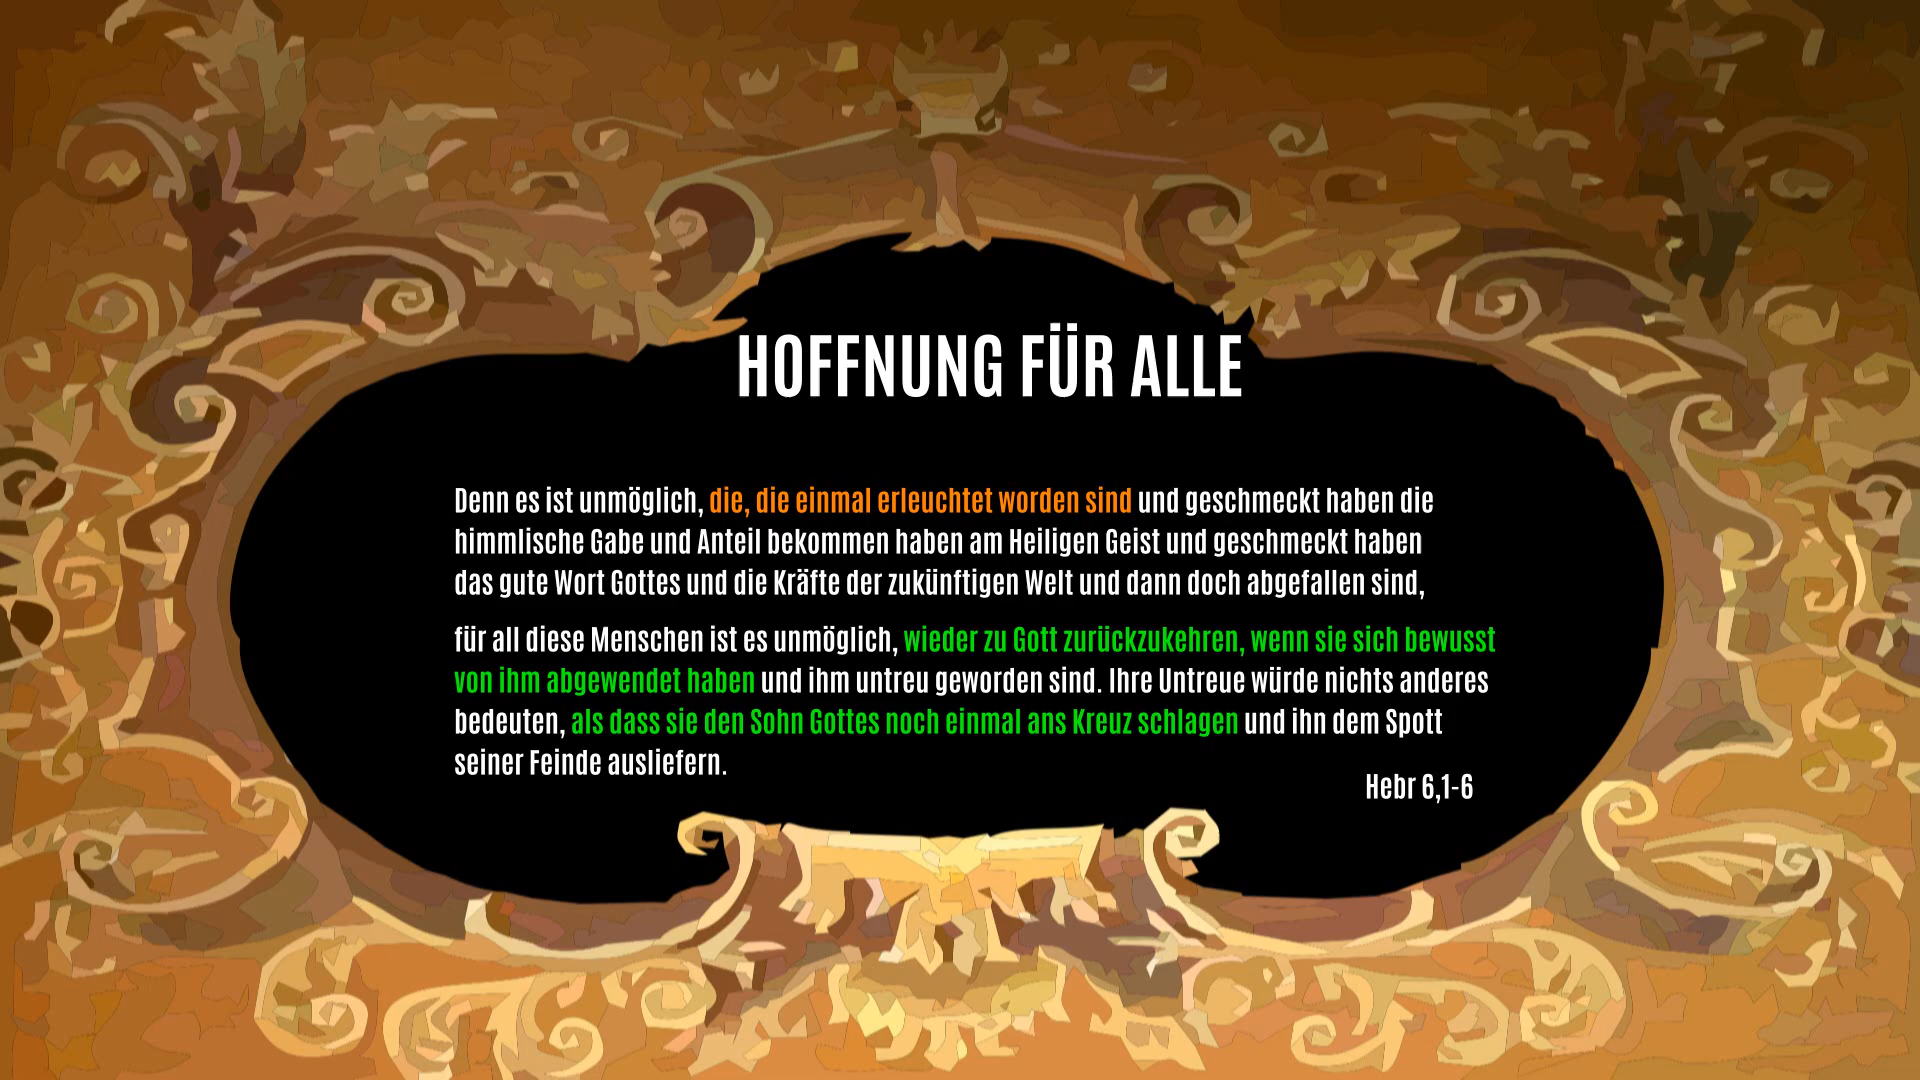 HOFFNUNG FÜR ALLE
Denn es ist unmöglich, die, die einmal erleuchtet worden sind und geschmeckt haben die
himmlische Gabe und Anteil bekommen haben am Heiligen Geist und geschmeckt haben
das gute Wort Gottes und die Kräfte der zukünftigen Welt und dann doch abgefallen sind,
für all diese Menschen ist es unmöglich, wieder zu Gott zurückzukehren, wenn sie sich bewusst
von ihm abgewendet haben und ihm untreu geworden sind. Ihre Untreue würde nichts anderes
bedeuten, als dass sie den Sohn Gottes noch einmal ans Kreuz schlagen und ihn dem Spott
seiner Feinde ausliefern.
Hebr 6,1-6